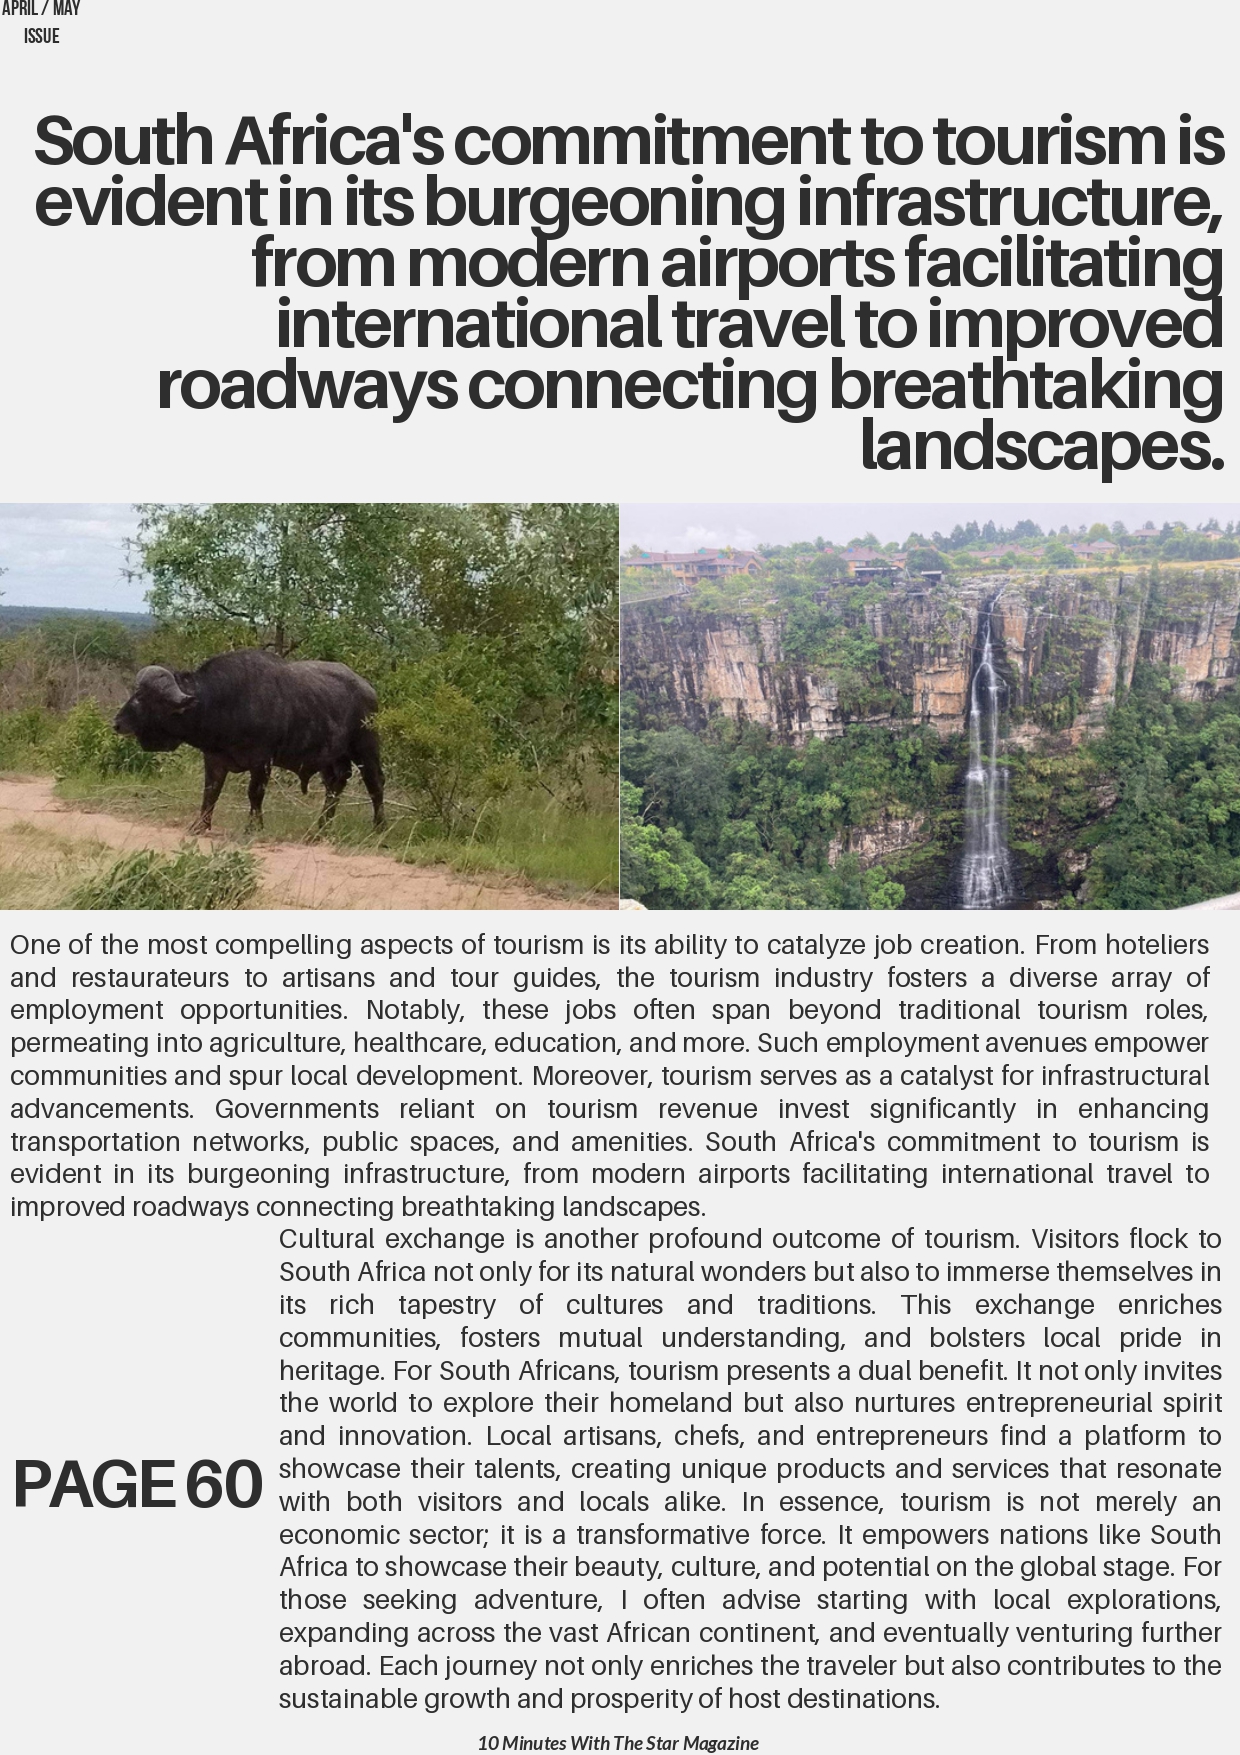 APRIL / MAY
ISSUE
South Africa's commitment to tourism is
evident in its burgeoning infrastructure,
from modern airports facilitating
international travel to improved
roadways connecting breathtaking
landscapes.
One of the most compelling aspects of tourism is its ability to catalyze job creation. From hoteliers
and restaurateurs to artisans and tour guides, the tourism industry fosters a diverse array of
employment opportunities. Notably, these jobs often span beyond traditional tourism roles,
permeating into agriculture, healthcare, education, and more. Such employment avenues empower
communities and spur local development. Moreover, tourism serves as a catalyst for infrastructural
advancements. Governments reliant on tourism revenue invest significantly in enhancing
transportation networks, public spaces, and amenities. South Africa's commitment to tourism is
evident in its burgeoning infrastructure, from modern airports facilitating international travel to
improved roadways connecting breathtaking landscapes.
Cultural exchange is another profound outcome of tourism. Visitors flock to
South Africa not only for its natural wonders but also to immerse themselves in
its rich tapestry of cultures and traditions. This exchange enriches
communities, fosters mutual understanding, and bolsters local pride in
heritage. For South Africans, tourism presents a dual benefit. It not only invites
the world to explore their homeland but also nurtures entrepreneurial spirit
and innovation. Local artisans, chefs, and entrepreneurs find a platform to
showcase their talents, creating unique products and services that resonate
with both visitors and locals alike. In essence, tourism is not merely an
economic sector; it is a transformative force. It empowers nations like South
Africa to showcase their beauty, culture, and potential on the global stage. For
those seeking adventure, I often advise starting with local explorations,
expanding across the vast African continent, and eventually venturing further
abroad. Each journey not only enriches the traveler but also contributes to the
sustainable growth and prosperity of host destinations.
PAGE 60
10 Minutes With The Star Magazine